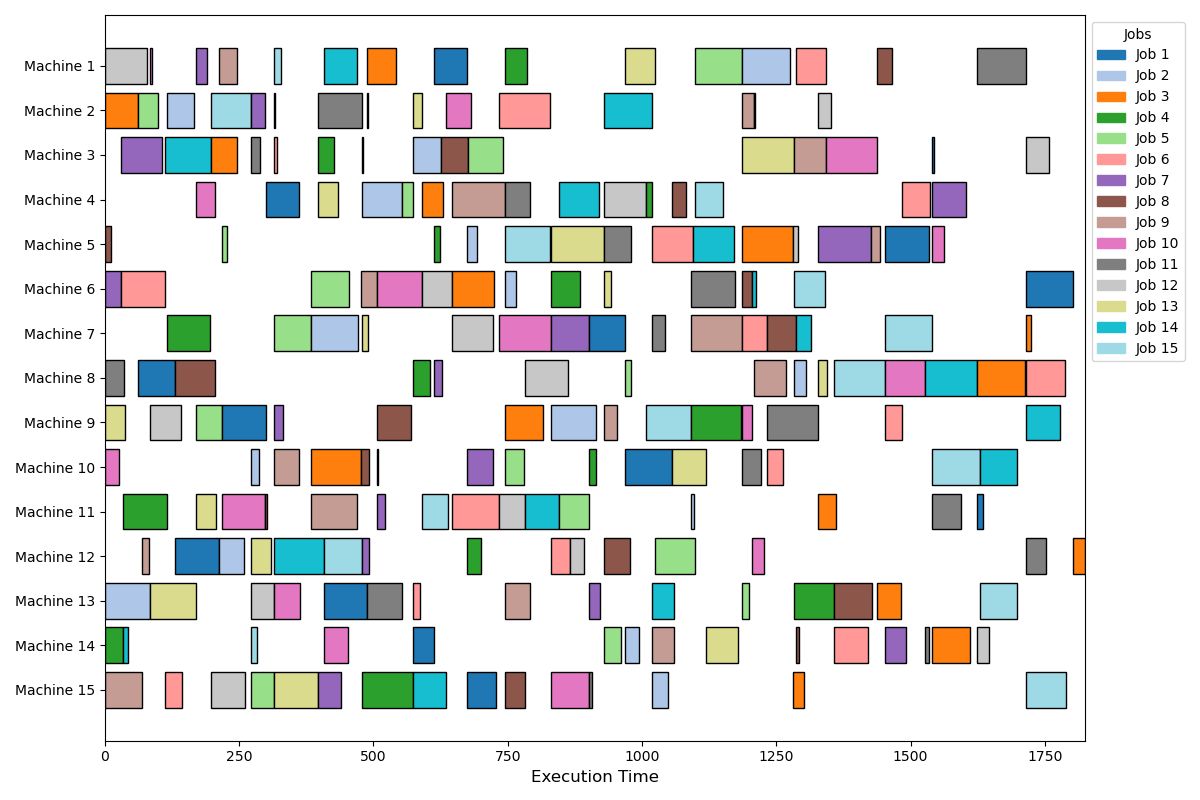 Machine 1
Machine 2
Machine 3
Machine 4
Machine 5
Machine 6
Machine 7
Machine 8
Machine 9
Machine 10
Machine 11
Machine 12
Machine 13
Machine 14
Machine 15
0 250 500 750 1000 1250 1500 1750
Execution Time
Jobs
Job 1
Job 2
Job 3
Job 4
Job 5
Job 6
Job 7
Job 8
Job 9
Job 10
Job 11
Job 12
Job 13
Job 14
Job 15